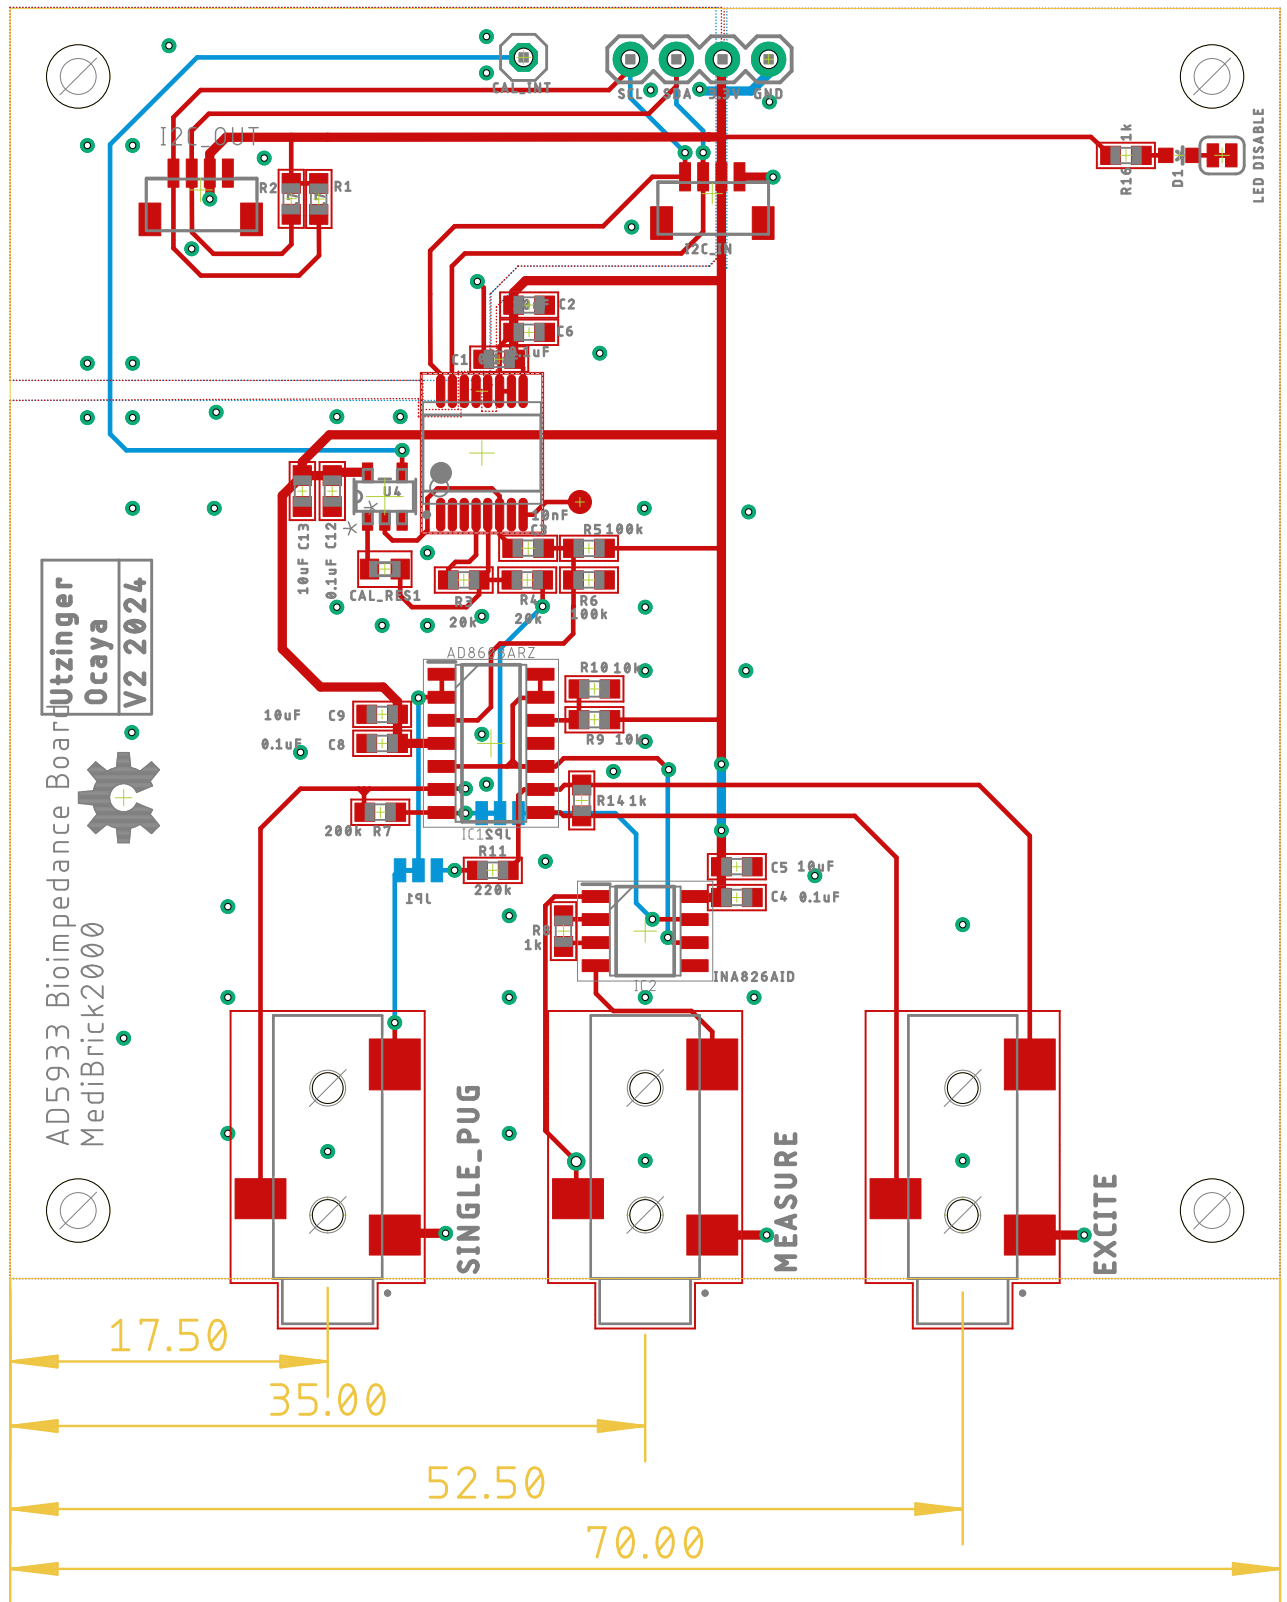 CAL_INT
SCL SDA 3.3V GND
I2C_OUT
R2
R1
1k
R16
D1
LED DISABLE
I2C_IN
C2
C6
0.1uF
C1
U4
10nF
C3
R5 100k
C13
10uF
C12
0.1uF
CAL_RES1
R3
20k
R4
20k
R6
100k
Utzinger
Ocaya
V2 2024
R10 10k
10uF C9
0.1uF C8
R9 10k
R14 1k
200k R7
IC1
JP2
R11
220k
JP1
C5 10uF
C4 0.1uF
1k
INA826AID
IC2
AD5933 Bioimpedance Board
MediBrick2000
SINGLE_PUG
MEASURE
EXCITE
17.50
35.00
52.50
70.00